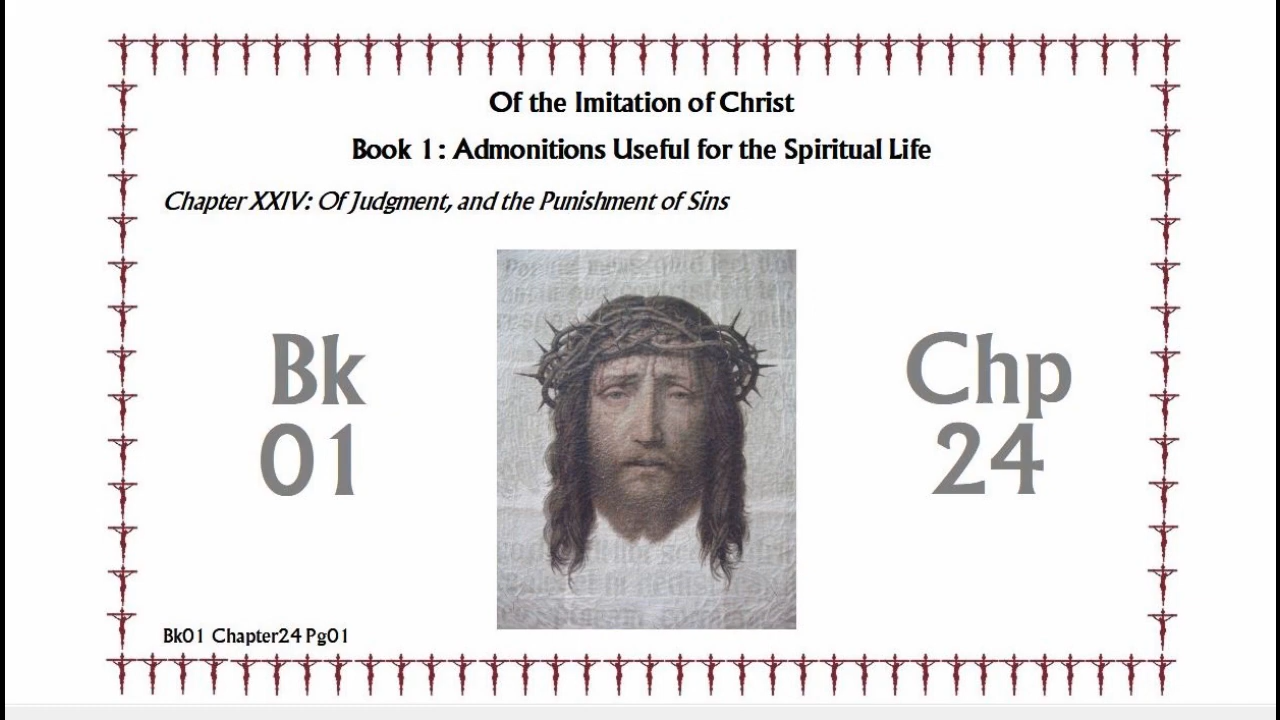 Of the Imitation of Christ
Book 1: Admonitions Useful for the Spiritual Life
Chapter XXIV: Of Judgment, and the Punishment of Sins
Bk
01
Chp
24
Bk01 Chapter24 Pg01